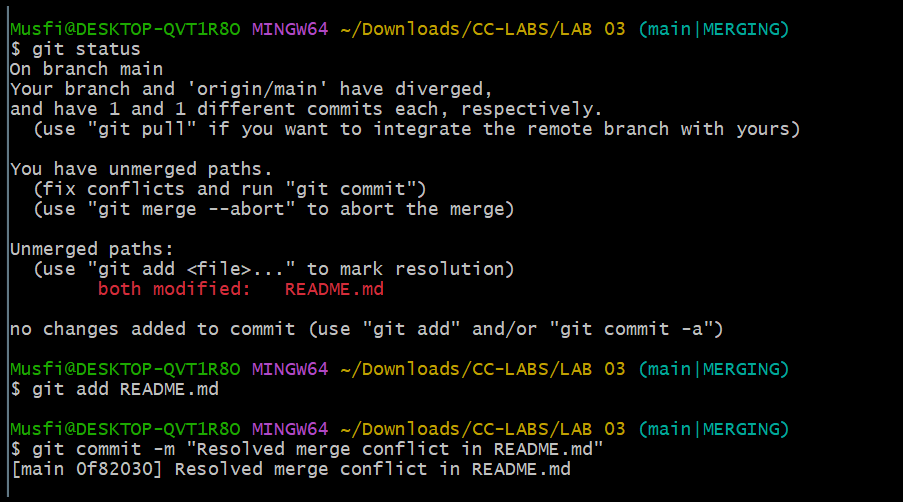 Musfi@DESKTOP-QVT1R8O MINGW64 ~/Downloads/CC-LABS/LAB 03 (main|MERGING)
$ git status
On branch main
Your branch and 'origin/main' have diverged,
and have 1 and 1 different commits each, respectively.
  (use "git pull" if you want to integrate the remote branch with yours)

You have unmerged paths.
  (fix conflicts and run "git commit")
  (use "git merge --abort" to abort the merge)

Unmerged paths:
  (use "git add <file>..." to mark resolution)
        both modified:   README.md

no changes added to commit (use "git add" and/or "git commit -a")

Musfi@DESKTOP-QVT1R8O MINGW64 ~/Downloads/CC-LABS/LAB 03 (main|MERGING)
$ git add README.md

Musfi@DESKTOP-QVT1R8O MINGW64 ~/Downloads/CC-LABS/LAB 03 (main|MERGING)
$ git commit -m "Resolved merge conflict in README.md"
[main 0f82030] Resolved merge conflict in README.md